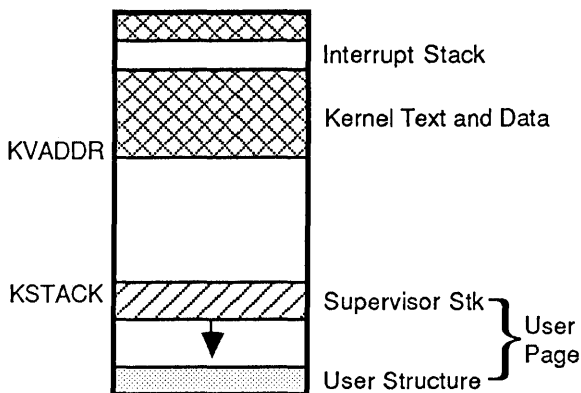 Interrupt Stack
Kernel Text and Data
KVADDR
KSTACK
Supervisor Stk
User
Page
User Structure